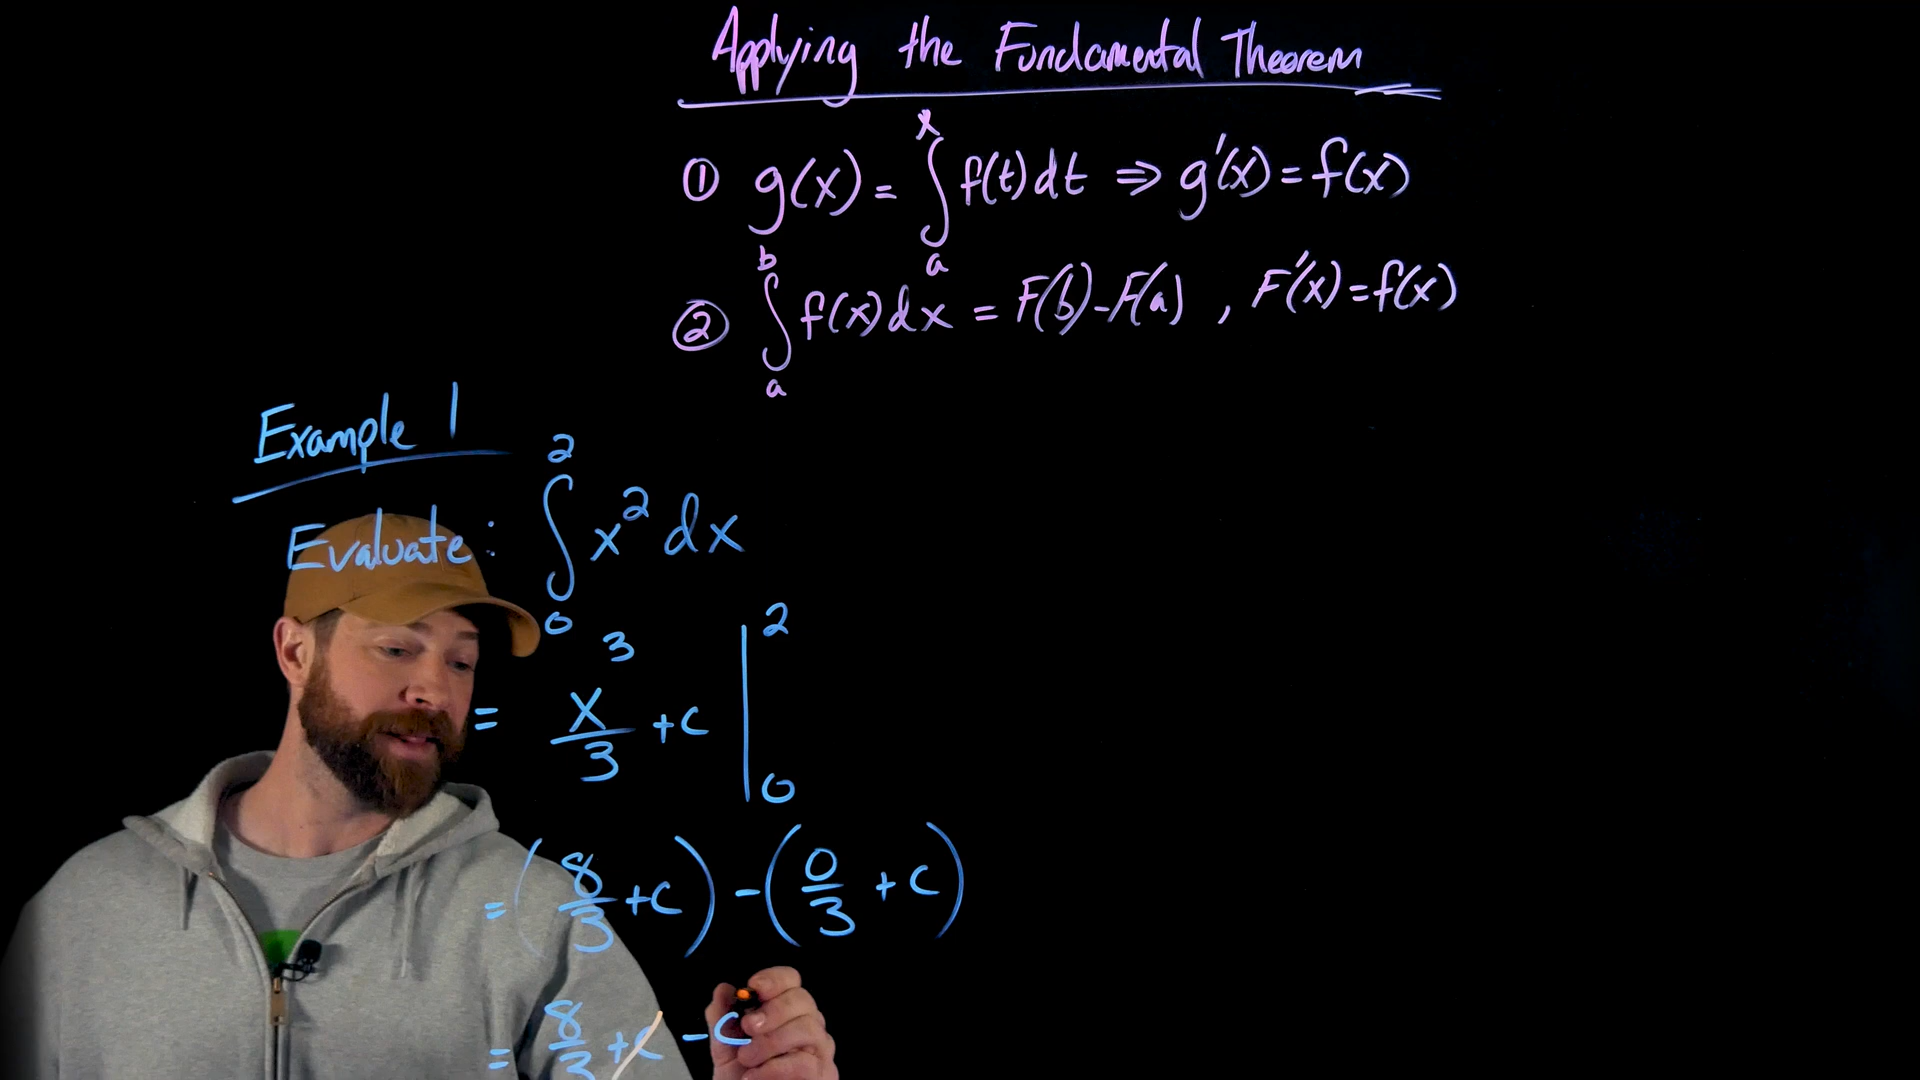 Applying the Fundamental Theorem
① g(x) = ∫ₐˣ f(t) dt ⇒ g'(x) = f(x)
② ∫ₐᵇ f(x) dx = F(b) - F(a) , F'(x) = f(x)
Example 1
Evaluate: ∫₀² x² dx
= x³/3 + c |₀²
= (8/3 + c) - (0/3 + c)
= 8/3 + c - c